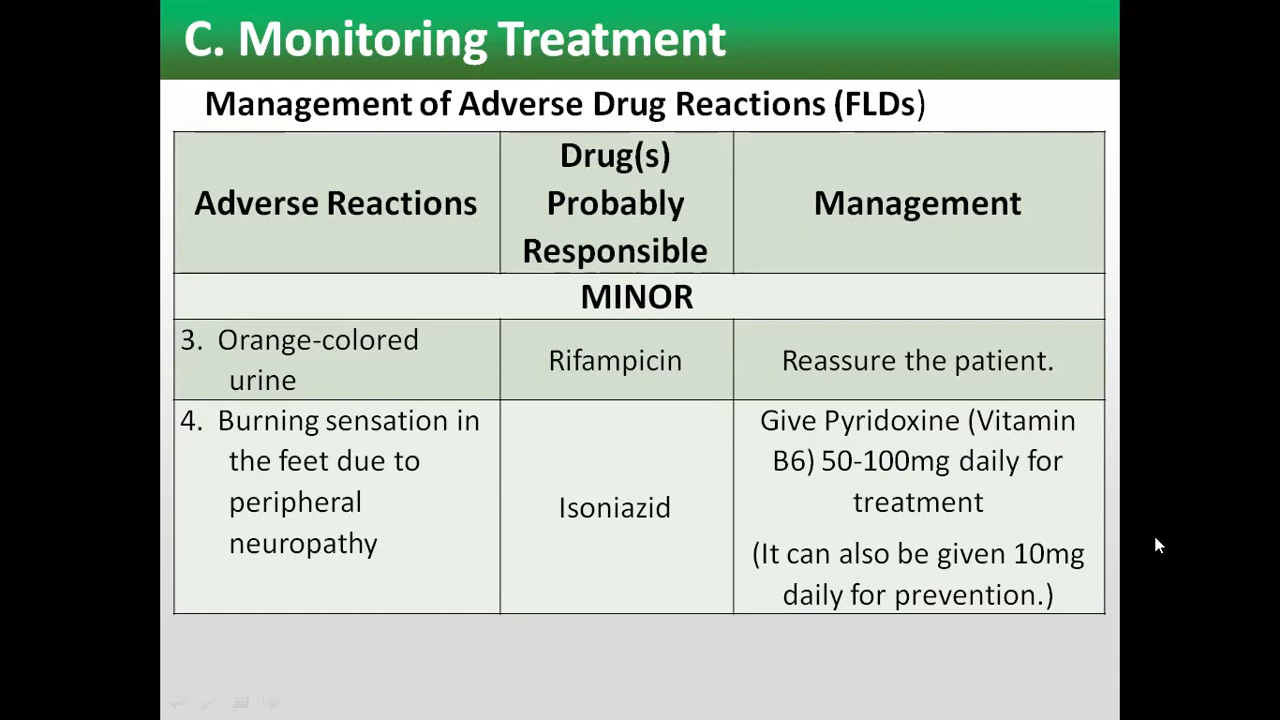 C. Monitoring Treatment
Management of Adverse Drug Reactions (FLDs)
Adverse Reactions
Drug(s)
Probably
Responsible
Management
MINOR
3. Orange-colored
urine
Rifampicin
Reassure the patient.
4. Burning sensation in
the feet due to
peripheral
neuropathy
Isoniazid
Give Pyridoxine (Vitamin
B6) 50-100mg daily for
treatment
(It can also be given 10mg
daily for prevention.)